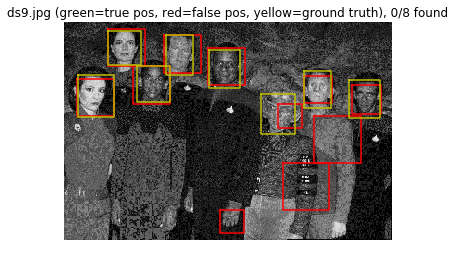 ds9.jpg (green=true pos, red=false pos, yellow=ground truth), 0/8 found